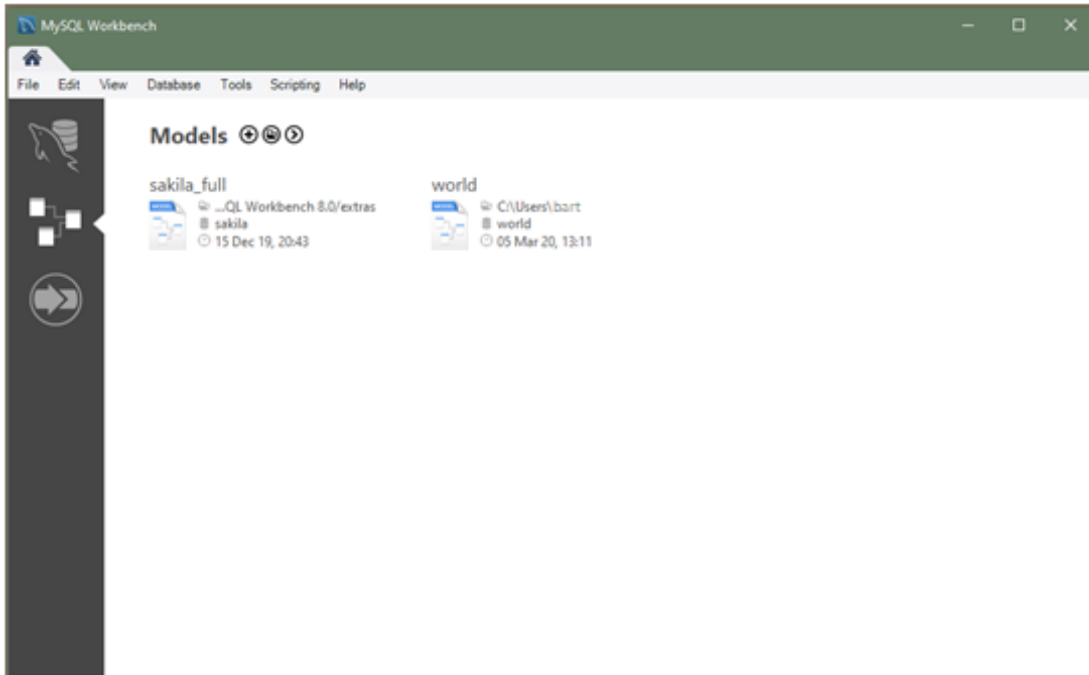 MySQL Workbench
File Edit View Database Tools Scripting Help
Models
sakila_full
...QL Workbench 8.0/extras
sakila
15 Dec 19, 20:43
world
C:\Users\bart
world
05 Mar 20, 13:11